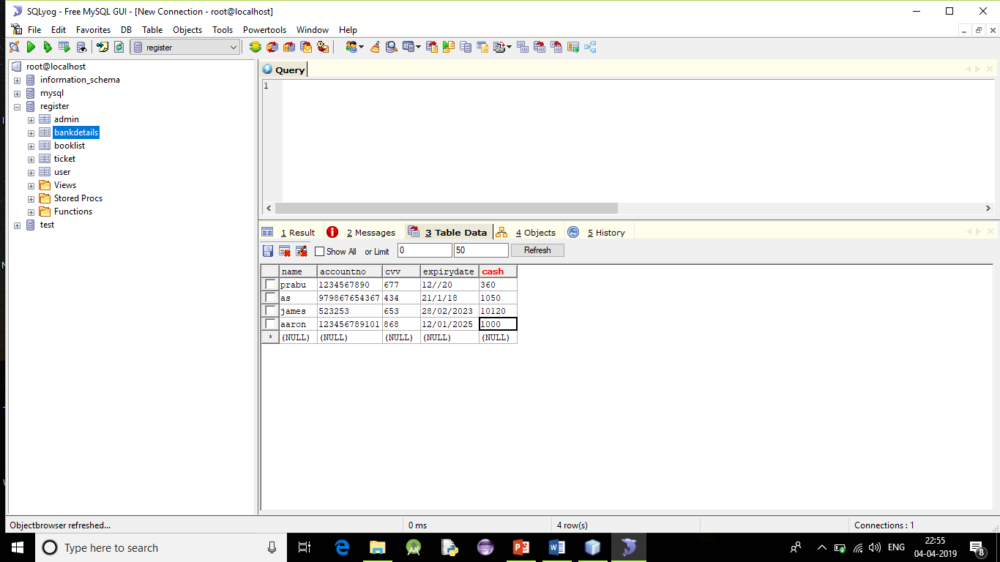 SQLyog - Free MySQL GUI - [New Connection - root@localhost]
File Edit Favorites DB Table Objects Tools Powertools Window Help
register
root@localhost
information_schema
mysql
register
admin
bankdetails
booklist
ticket
user
Views
Stored Procs
Functions
test
Query
1
1 Result 2 Messages 3 Table Data 4 Objects 5 History
Show All or Limit 0 50 Refresh
name accountno cvv expirydate cash
prabu 1234567890 677 12//20 360
as 979867654367 434 21/1/18 1050
james 523253 653 28/02/2023 10120
aaron 123456789101 868 12/01/2025 1000
* (NULL) (NULL) (NULL) (NULL) (NULL)
Objectbrowser refreshed... 0 ms 4 row(s) Connections : 1
Type here to search
ENG
22:55
04-04-2019
8